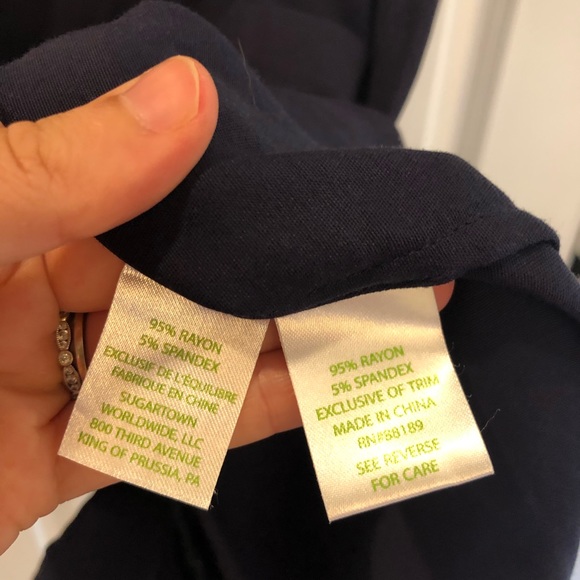 95% RAYON
5% SPANDEX
EXCLUSIF DE L'EQUILIBRE
FABRIQUE EN CHINE
SUGARTOWN
WORLDWIDE, LLC
800 THIRD AVENUE
KING OF PRUSSIA, PA
95% RAYON
5% SPANDEX
EXCLUSIVE OF TRIM
MADE IN CHINA
RN#88189
SEE REVERSE
FOR CARE